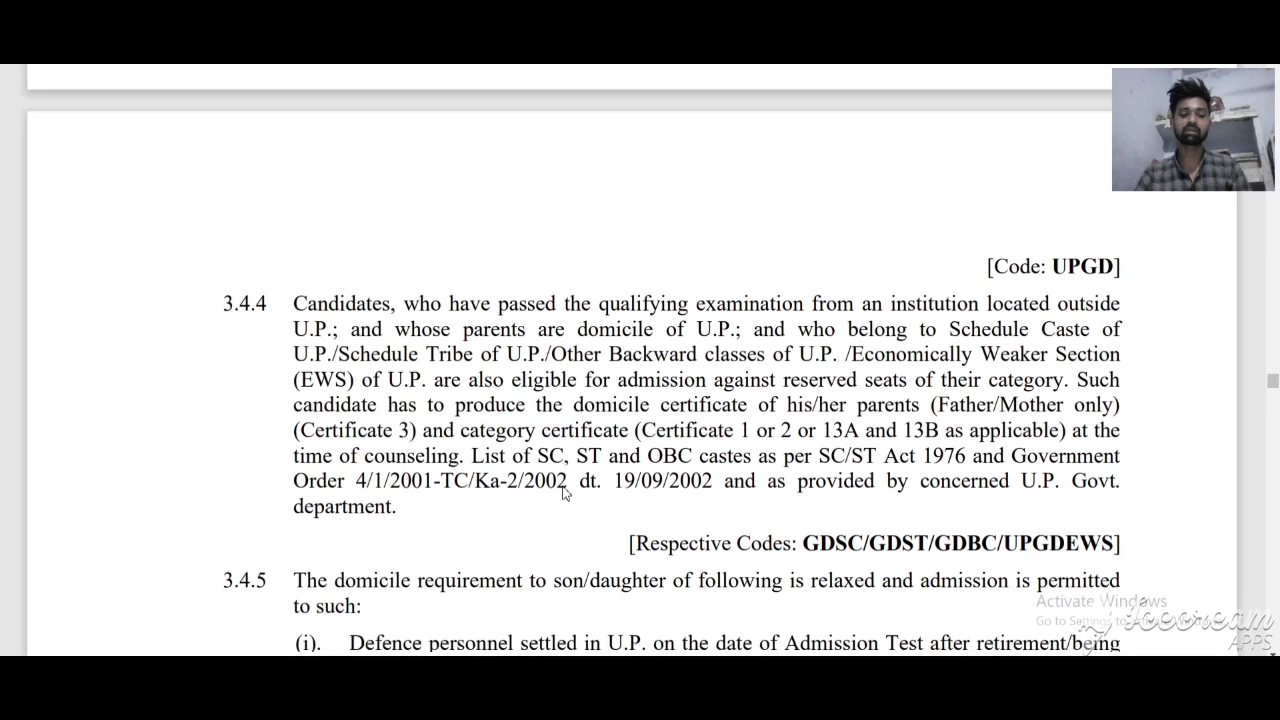 [Code: UPGD]
3.4.4 Candidates, who have passed the qualifying examination from an institution located outside
U.P.; and whose parents are domicile of U.P.; and who belong to Schedule Caste of
U.P./Schedule Tribe of U.P./Other Backward classes of U.P. /Economically Weaker Section
(EWS) of U.P. are also eligible for admission against reserved seats of their category. Such
candidate has to produce the domicile certificate of his/her parents (Father/Mother only)
(Certificate 3) and category certificate (Certificate 1 or 2 or 13A and 13B as applicable) at the
time of counseling. List of SC, ST and OBC castes as per SC/ST Act 1976 and Government
Order 4/1/2001-TC/Ka-2/2002 dt. 19/09/2002 and as provided by concerned U.P. Govt.
department.
[Respective Codes: GDSC/GDST/GDBC/UPGDEWS]
3.4.5 The domicile requirement to son/daughter of following is relaxed and admission is permitted
to such:
Activate Windows
Go to Settings to
(i). Defence personnel settled in U.P. on the date of Admission Test after retirement/being
APPS